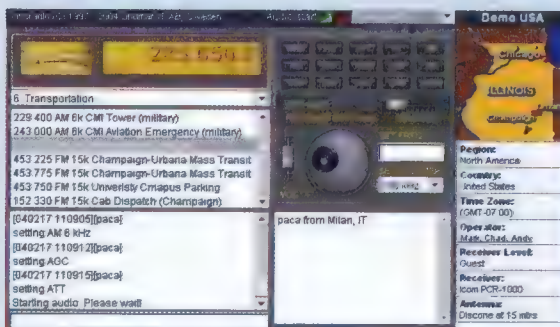 Demo USA
Chicago
ILLINOIS
Champaign
6 Transportation
229 400 AM 6k CMI Tower (military)
243 000 AM 6k CMI Aviation Emergency (military)
453 225 FM 15k Champaign-Urbana Mass Transit
453.775 FM 15k Champaign-Urbana Mass Transit
453 750 FM 15k Univeristy Cmapus Parking
152 330 FM 15k Cab Dispatch (Champaign)
[040217 110905][paca]
setting AM 6 kHz
[040217 110912][paca]
setting AGC
[040217 110915][paca]
setting ATT
Starting audio Please wait!
paca from Milan, IT
Region:
North America
Country:
United States
Time Zone:
(GMT-07 00)
Operator:
Mark, Chad, Andy
Receiver Level:
Guest
Receiver:
Icom PCR-1000
Antenna:
Discone at 15 mtrs